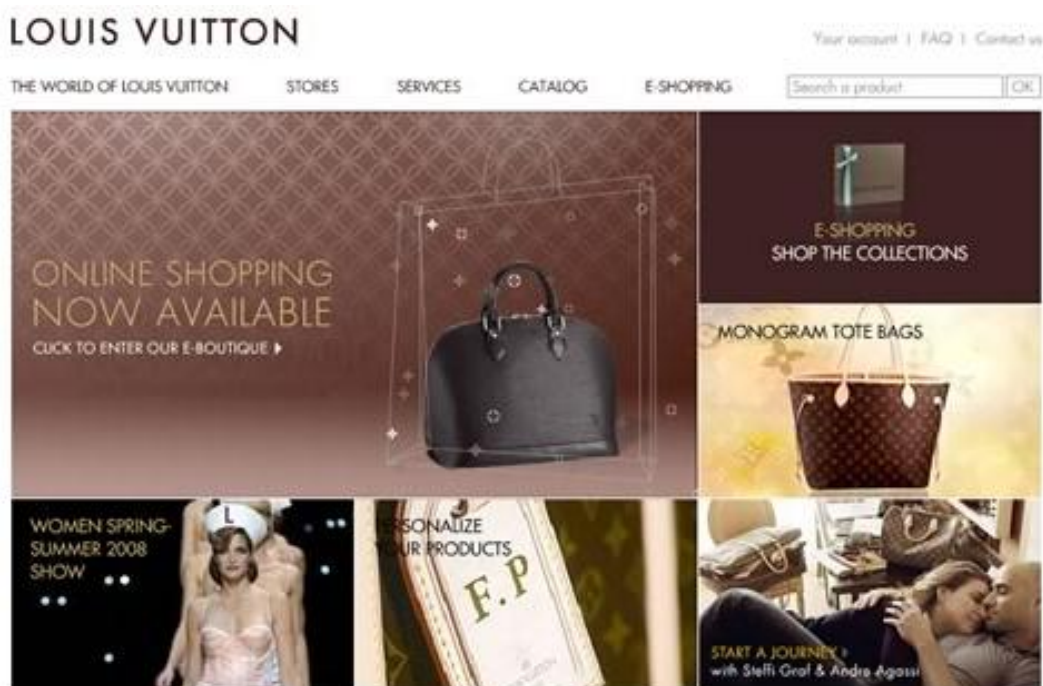 LOUIS VUITTON
Your account | FAQ | Contact us
THE WORLD OF LOUIS VUITTON
STORES
SERVICES
CATALOG
E-SHOPPING
Search a product
OK
ONLINE SHOPPING
NOW AVAILABLE
CLICK TO ENTER OUR E-BOUTIQUE
E-SHOPPING
SHOP THE COLLECTIONS
MONOGRAM TOTE BAGS
WOMEN SPRING-
SUMMER 2008
SHOW
L
PERSONALIZE
YOUR PRODUCTS
F.P
START A JOURNEY
with Steffi Graf & Andre Agassi